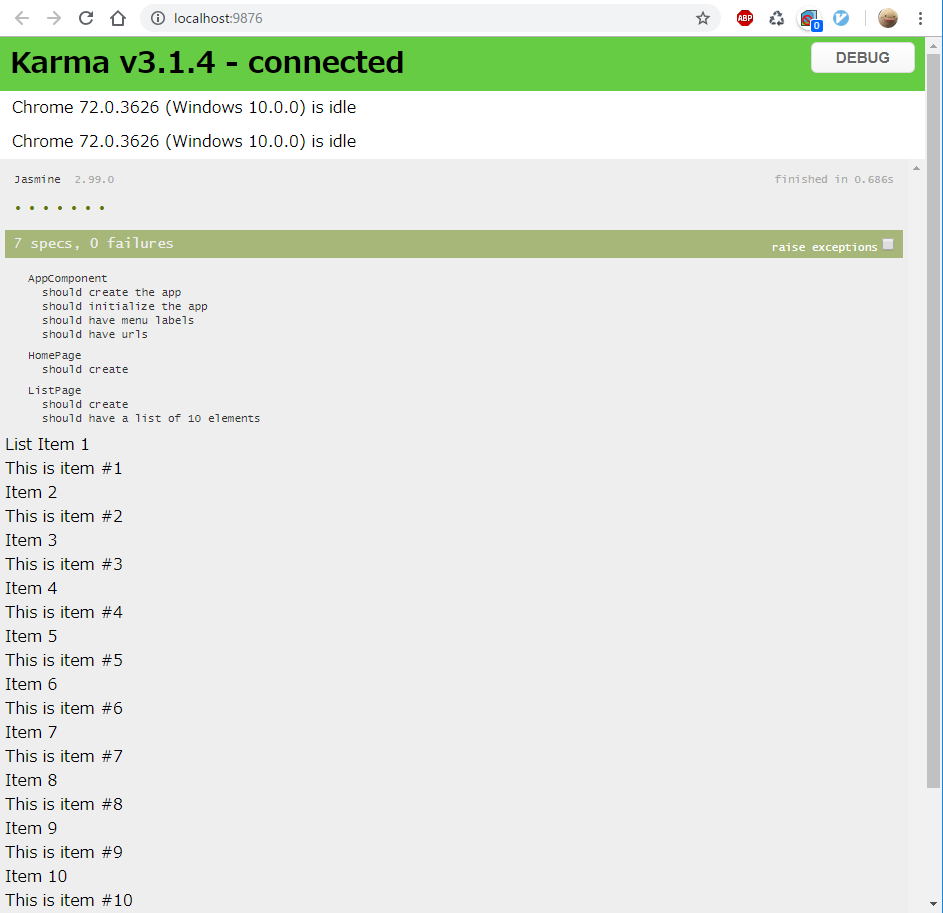 localhost:9876
ABP
0
Karma v3.1.4 - connected
DEBUG
Chrome 72.0.3626 (Windows 10.0.0) is idle
Chrome 72.0.3626 (Windows 10.0.0) is idle
Jasmine 2.99.0
finished in 0.686s
7 specs, 0 failures
raise exceptions
AppComponent
should create the app
should initialize the app
should have menu labels
should have urls
HomePage
should create
ListPage
should create
should have a list of 10 elements
List Item 1
This is item #1
Item 2
This is item #2
Item 3
This is item #3
Item 4
This is item #4
Item 5
This is item #5
Item 6
This is item #6
Item 7
This is item #7
Item 8
This is item #8
Item 9
This is item #9
Item 10
This is item #10